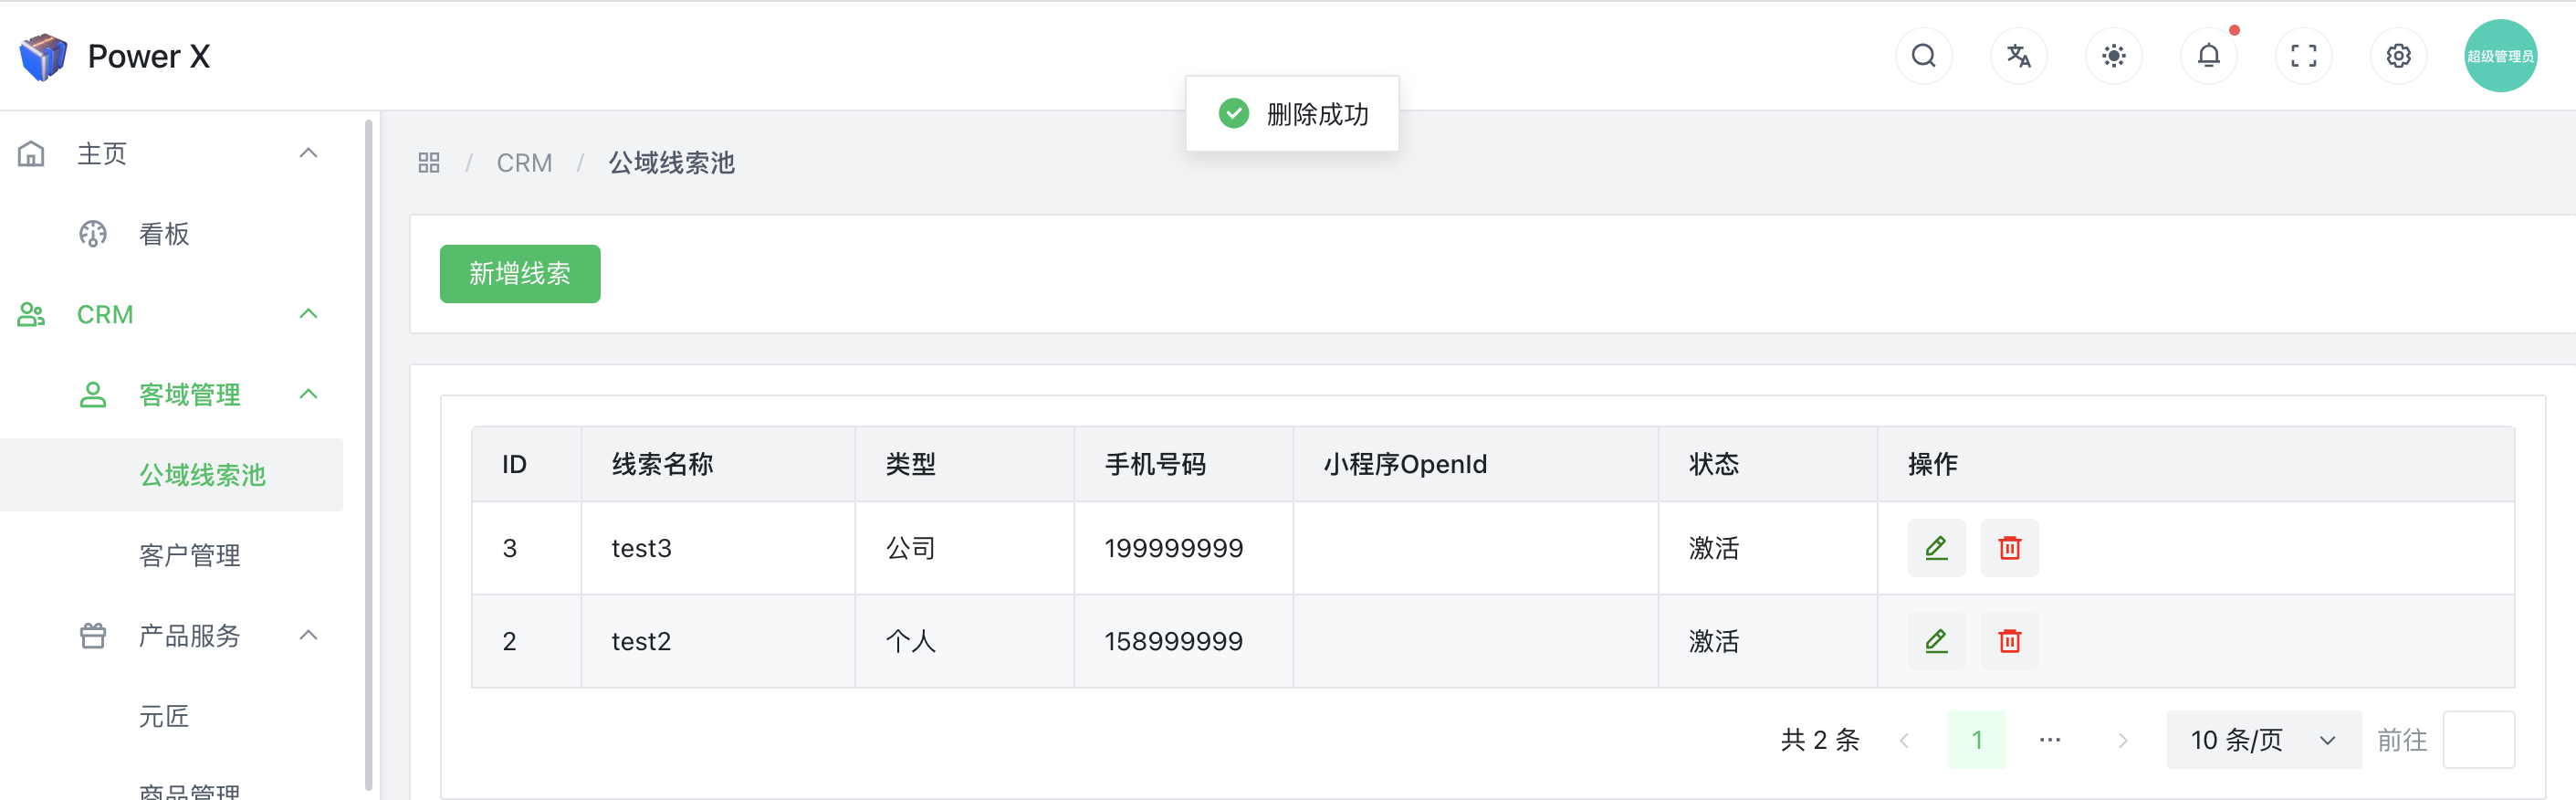 Power X
超级管理员
删除成功
主页
看板
CRM
客域管理
公域线索池
客户管理
产品服务
元匠
商品管理
/ CRM / 公域线索池
新增线索
ID 线索名称 类型 手机号码 小程序OpenId 状态 操作
3 test3 公司 199999999 激活
2 test2 个人 158999999 激活
共 2 条 1 ··· 10 条/页 前往